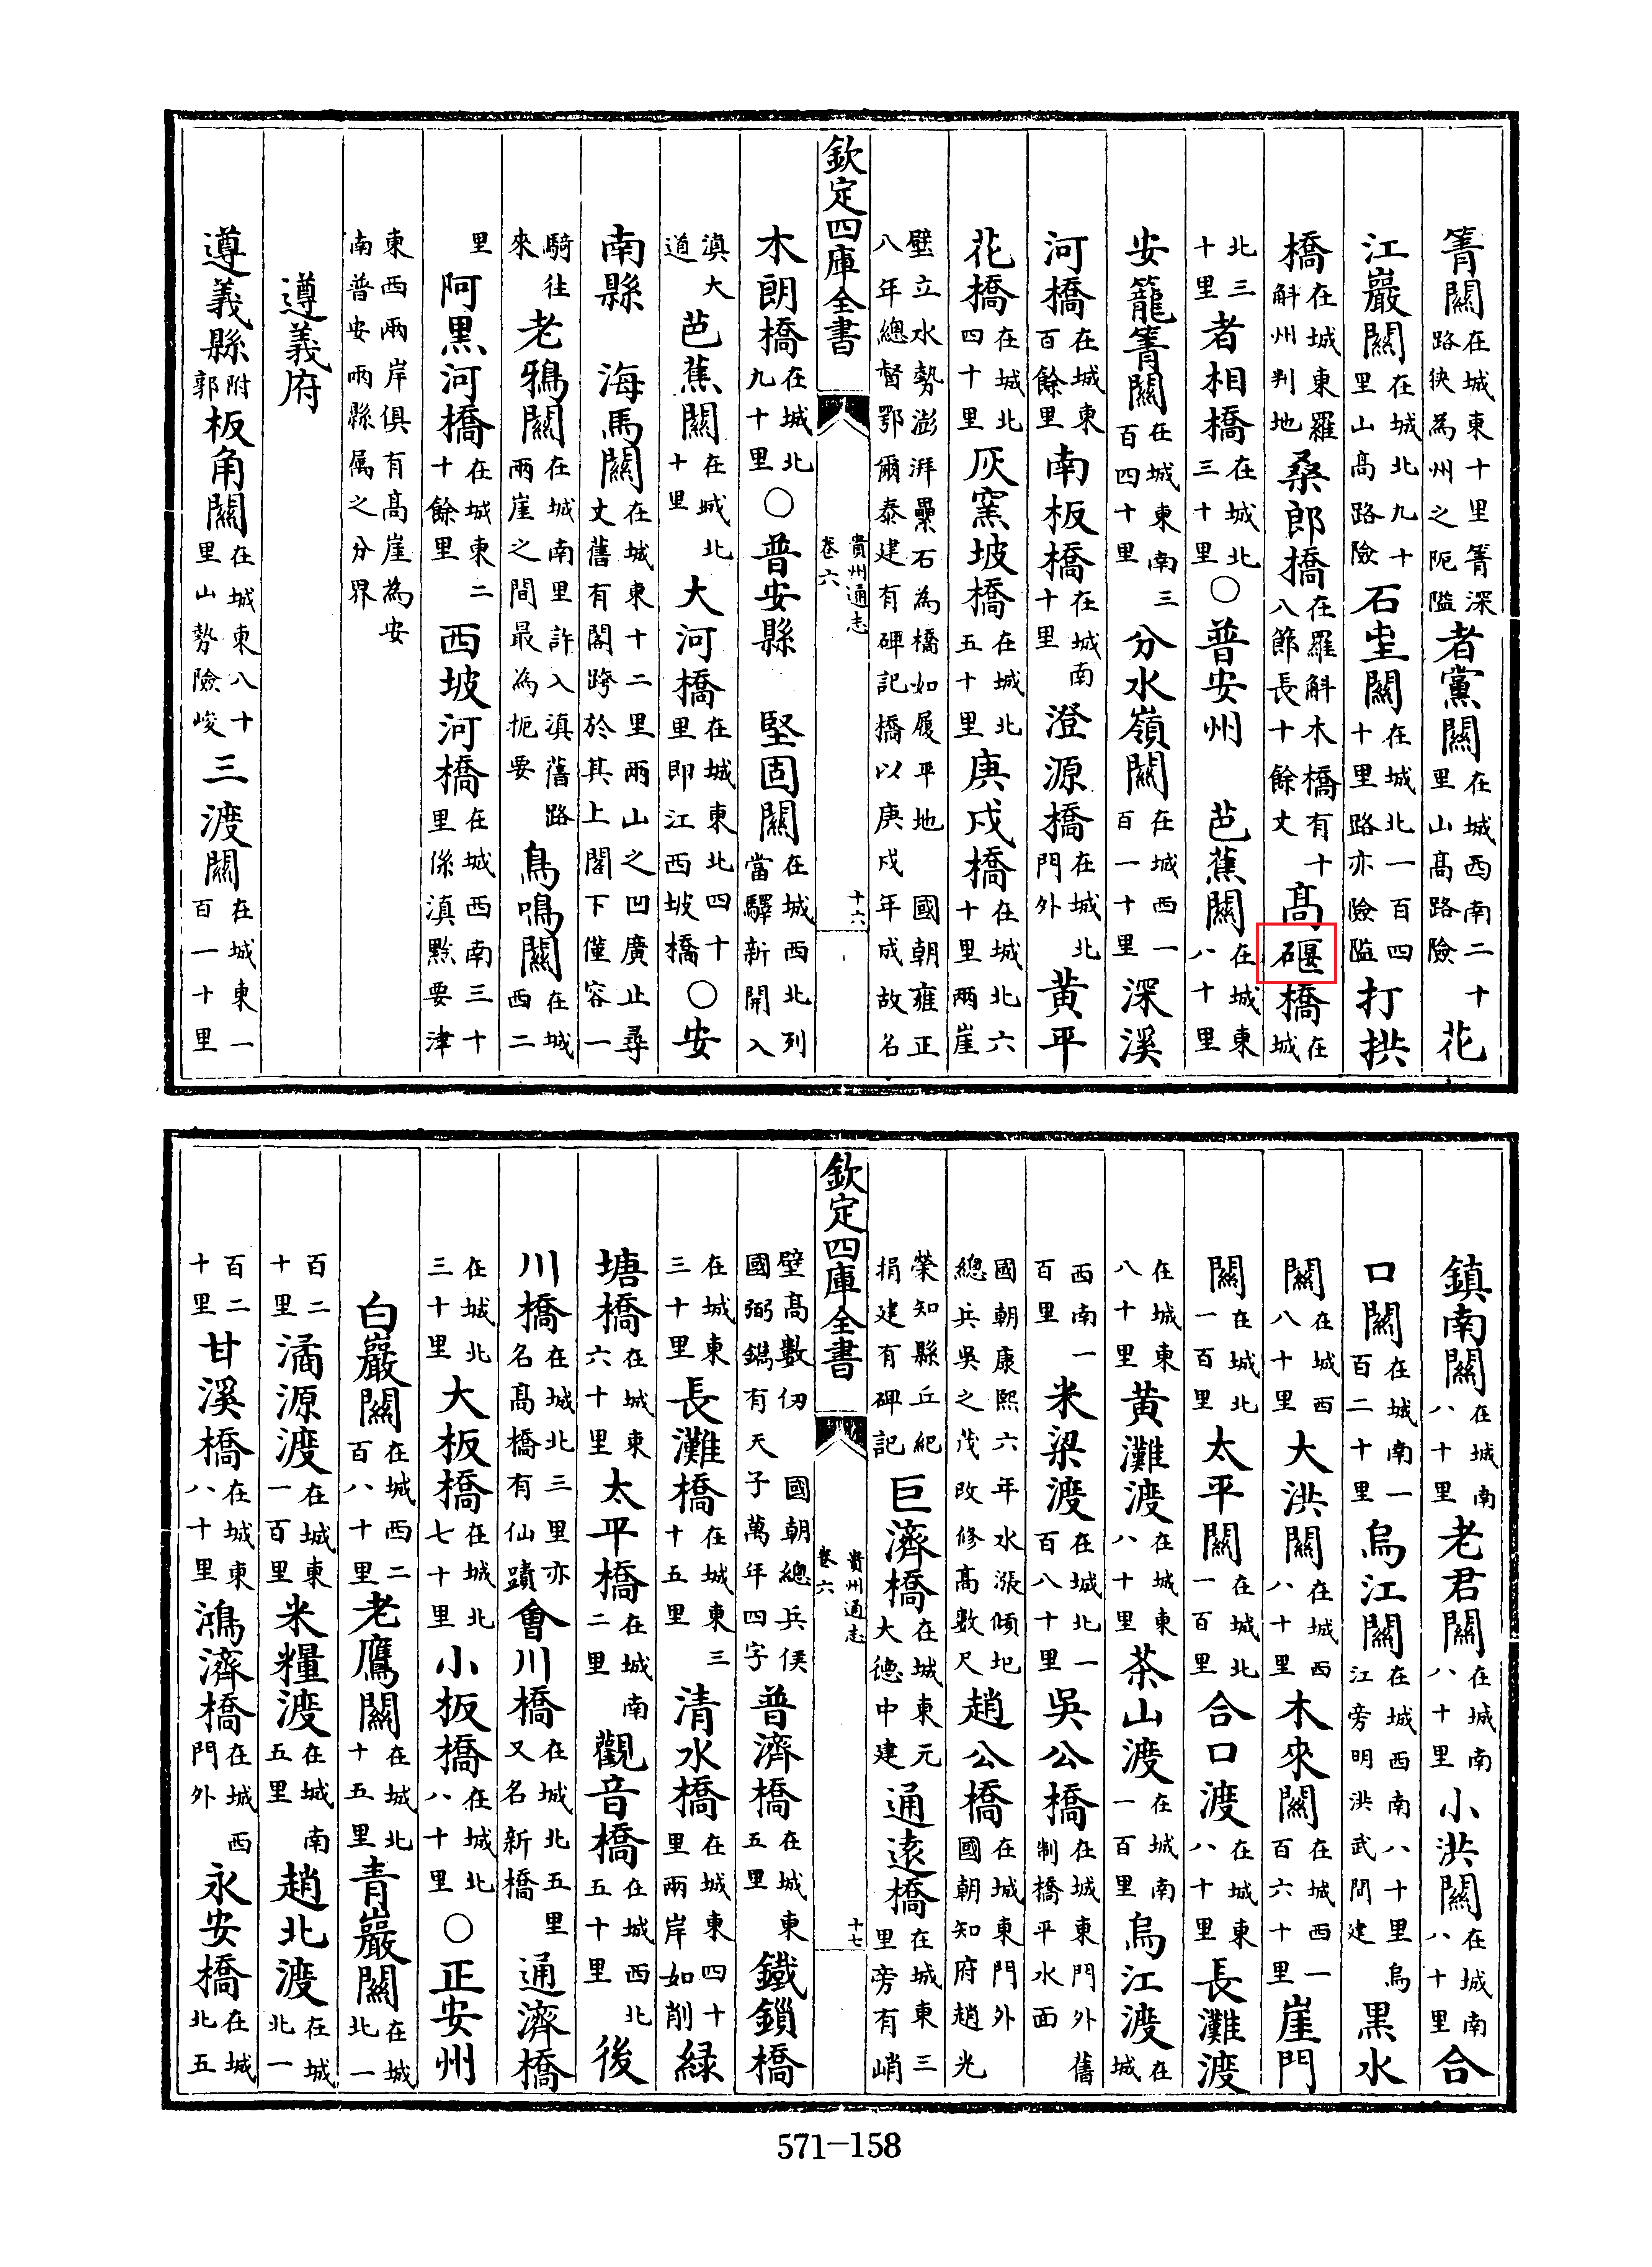 箐關在城東十里箐深路狹為州之阨隘者黨關在城西南二十里山髙路險花
江巖關在城北九十里山髙路險石圭關在城北一百四十里路亦險隘打拱
橋在城東羅斛州判地桑郎橋在羅斛木橋有十八節長十餘丈髙⿰石匽橋在城
北三十里者相橋在城北三十里○普安州 芭蕉關在城東八十里
安籠箐關在城東南三百四十里分水嶺關在城西一百一十里深溪
河橋在城東百餘里南板橋在城南十里澄源橋在城北門外黄平
花橋在城北四十里灰窑坡橋在城北五十里庚戌橋在城北六十里兩崖
壁立水勢澎湃壘石為橋如履平地 國朝雍正八年總督鄂爾泰建有碑記橋以庚戌年成故名
欽定四庫全書 貴州通志卷六 十六
木朗橋在城北九十里○普安縣 堅固關在城西北列當驛新開入
滇大道芭蕉關在城北十里大河橋在城東北四十里即江西坡橋○安
南縣 海馬關在城東十二里兩山之凹廣止尋丈舊有閣跨於其上閣下僅容一
騎往來老鴉關在城南里許入滇舊路兩崖之間最為扼要鳥鳴關在城西二
里阿黒河橋在城東二十餘里西坡河橋在城西南三十里係滇黔要津
東西兩岸俱有髙崖為安南普安兩縣属之分界
遵義府
遵義縣附郭板角關在城東八十里山勢險峻三渡關在城東一百一十里
鎮南關在城南八十里老君關在城南八十里小洪關在城南八十里合
口關在城南一百二十里烏江關在城西南八十里烏江旁明洪武間建黒水
關在城西八十里大洪關在城西八十里木來關在城西一百六十里崖門
關在城北一百里太平關在城北一百里合口渡在城東八十里長灘渡
在城東八十里黄灘渡在城東八十里茶山渡在城南一百里烏江渡在城
西南一百里米梁渡在城北一百八十里吳公橋在城東門外舊制橋平水面
國朝康熙六年水漲傾圮總兵吳之茂改修髙數尺趙公橋在城東門外國朝知府趙光
榮知縣丘紀捐建有碑記巨濟橋在城東元大德中建通遠橋在城東三里旁有峭
欽定四庫全書 貴州通志卷六 十七
壁髙數仞 國朝總兵侯國弼鐫有天子萬年四字普濟橋在城東五里鐵鎖橋
在城東三十里長灘橋在城東三十五里清水橋在城東四十里兩岸如削緑
塘橋在城東六十里太平橋在城南二里觀音橋在城西北五十里後
川橋在城北三里亦名髙橋有仙蹟會川橋在城北五里又名新橋通濟橋
在城北三十里大板橋在城北七十里小板橋在城北八十里○正安州
白巖關在城西二百八十里老鷹關在城北十五里青巖關在城北一
百二十里潏源渡在城東一百里米糧渡在城南五里趙北渡在城北一
百二十里甘溪橋在城東八十里鴻濟橋在城西門外永安橋在城北五
571－158